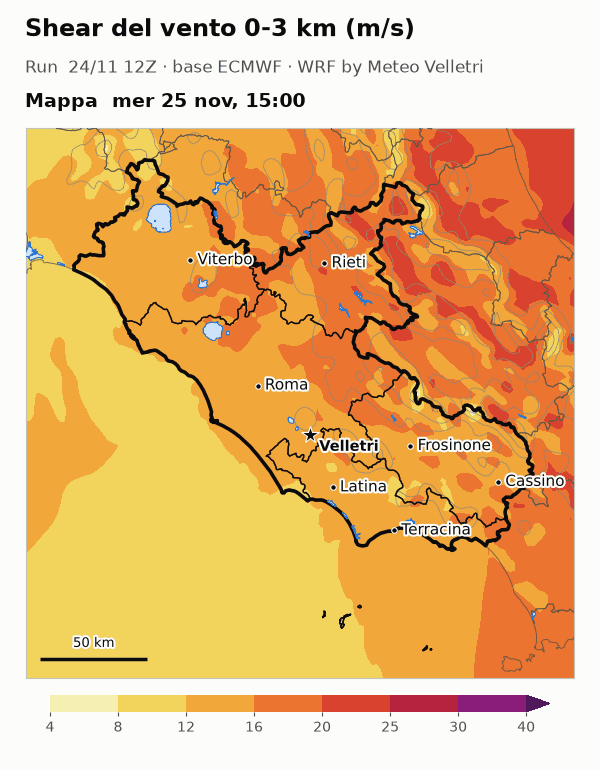 Shear del vento 0-3 km (m/s)
Run  24/11 12Z · base ECMWF · WRF by Meteo Velletri
Mappa  mer 25 nov, 15:00
Viterbo
Rieti
Roma
Velletri
Frosinone
Cassino
Latina
Terracina
50 km
4 8 12 16 20 25 30 40